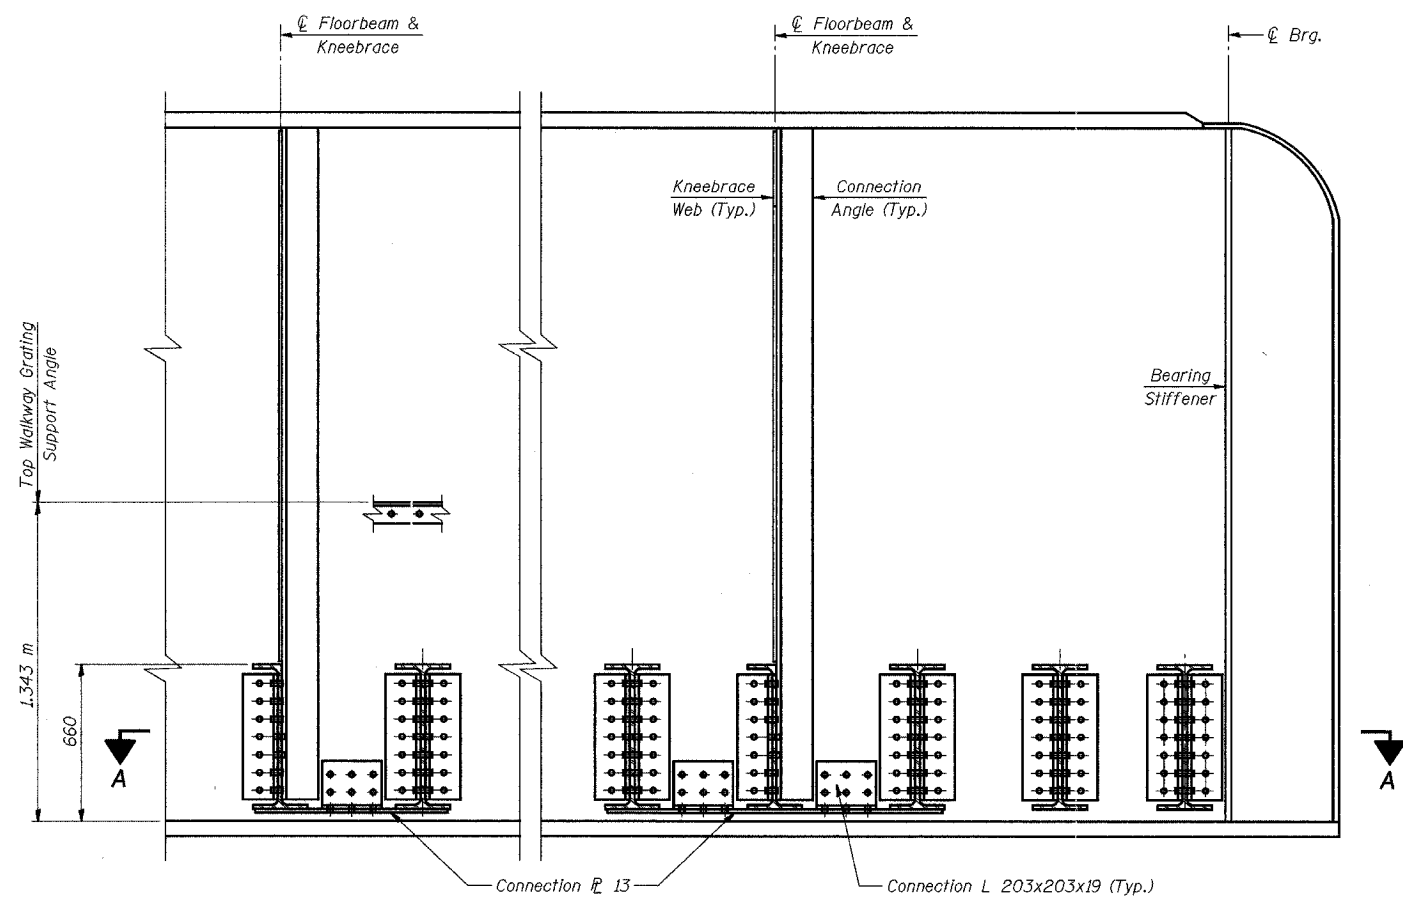 ℄ Floorbeam &
Kneebrace
℄ Floorbeam &
Kneebrace
℄ Brg.
Kneebrace
Web (Typ.)
Connection
Angle (Typ.)
Top Walkway Grating
Support Angle
Bearing
Stiffener
1.343 m
660
A
A
Connection ℙL 13
Connection L 203x203x19 (Typ.)